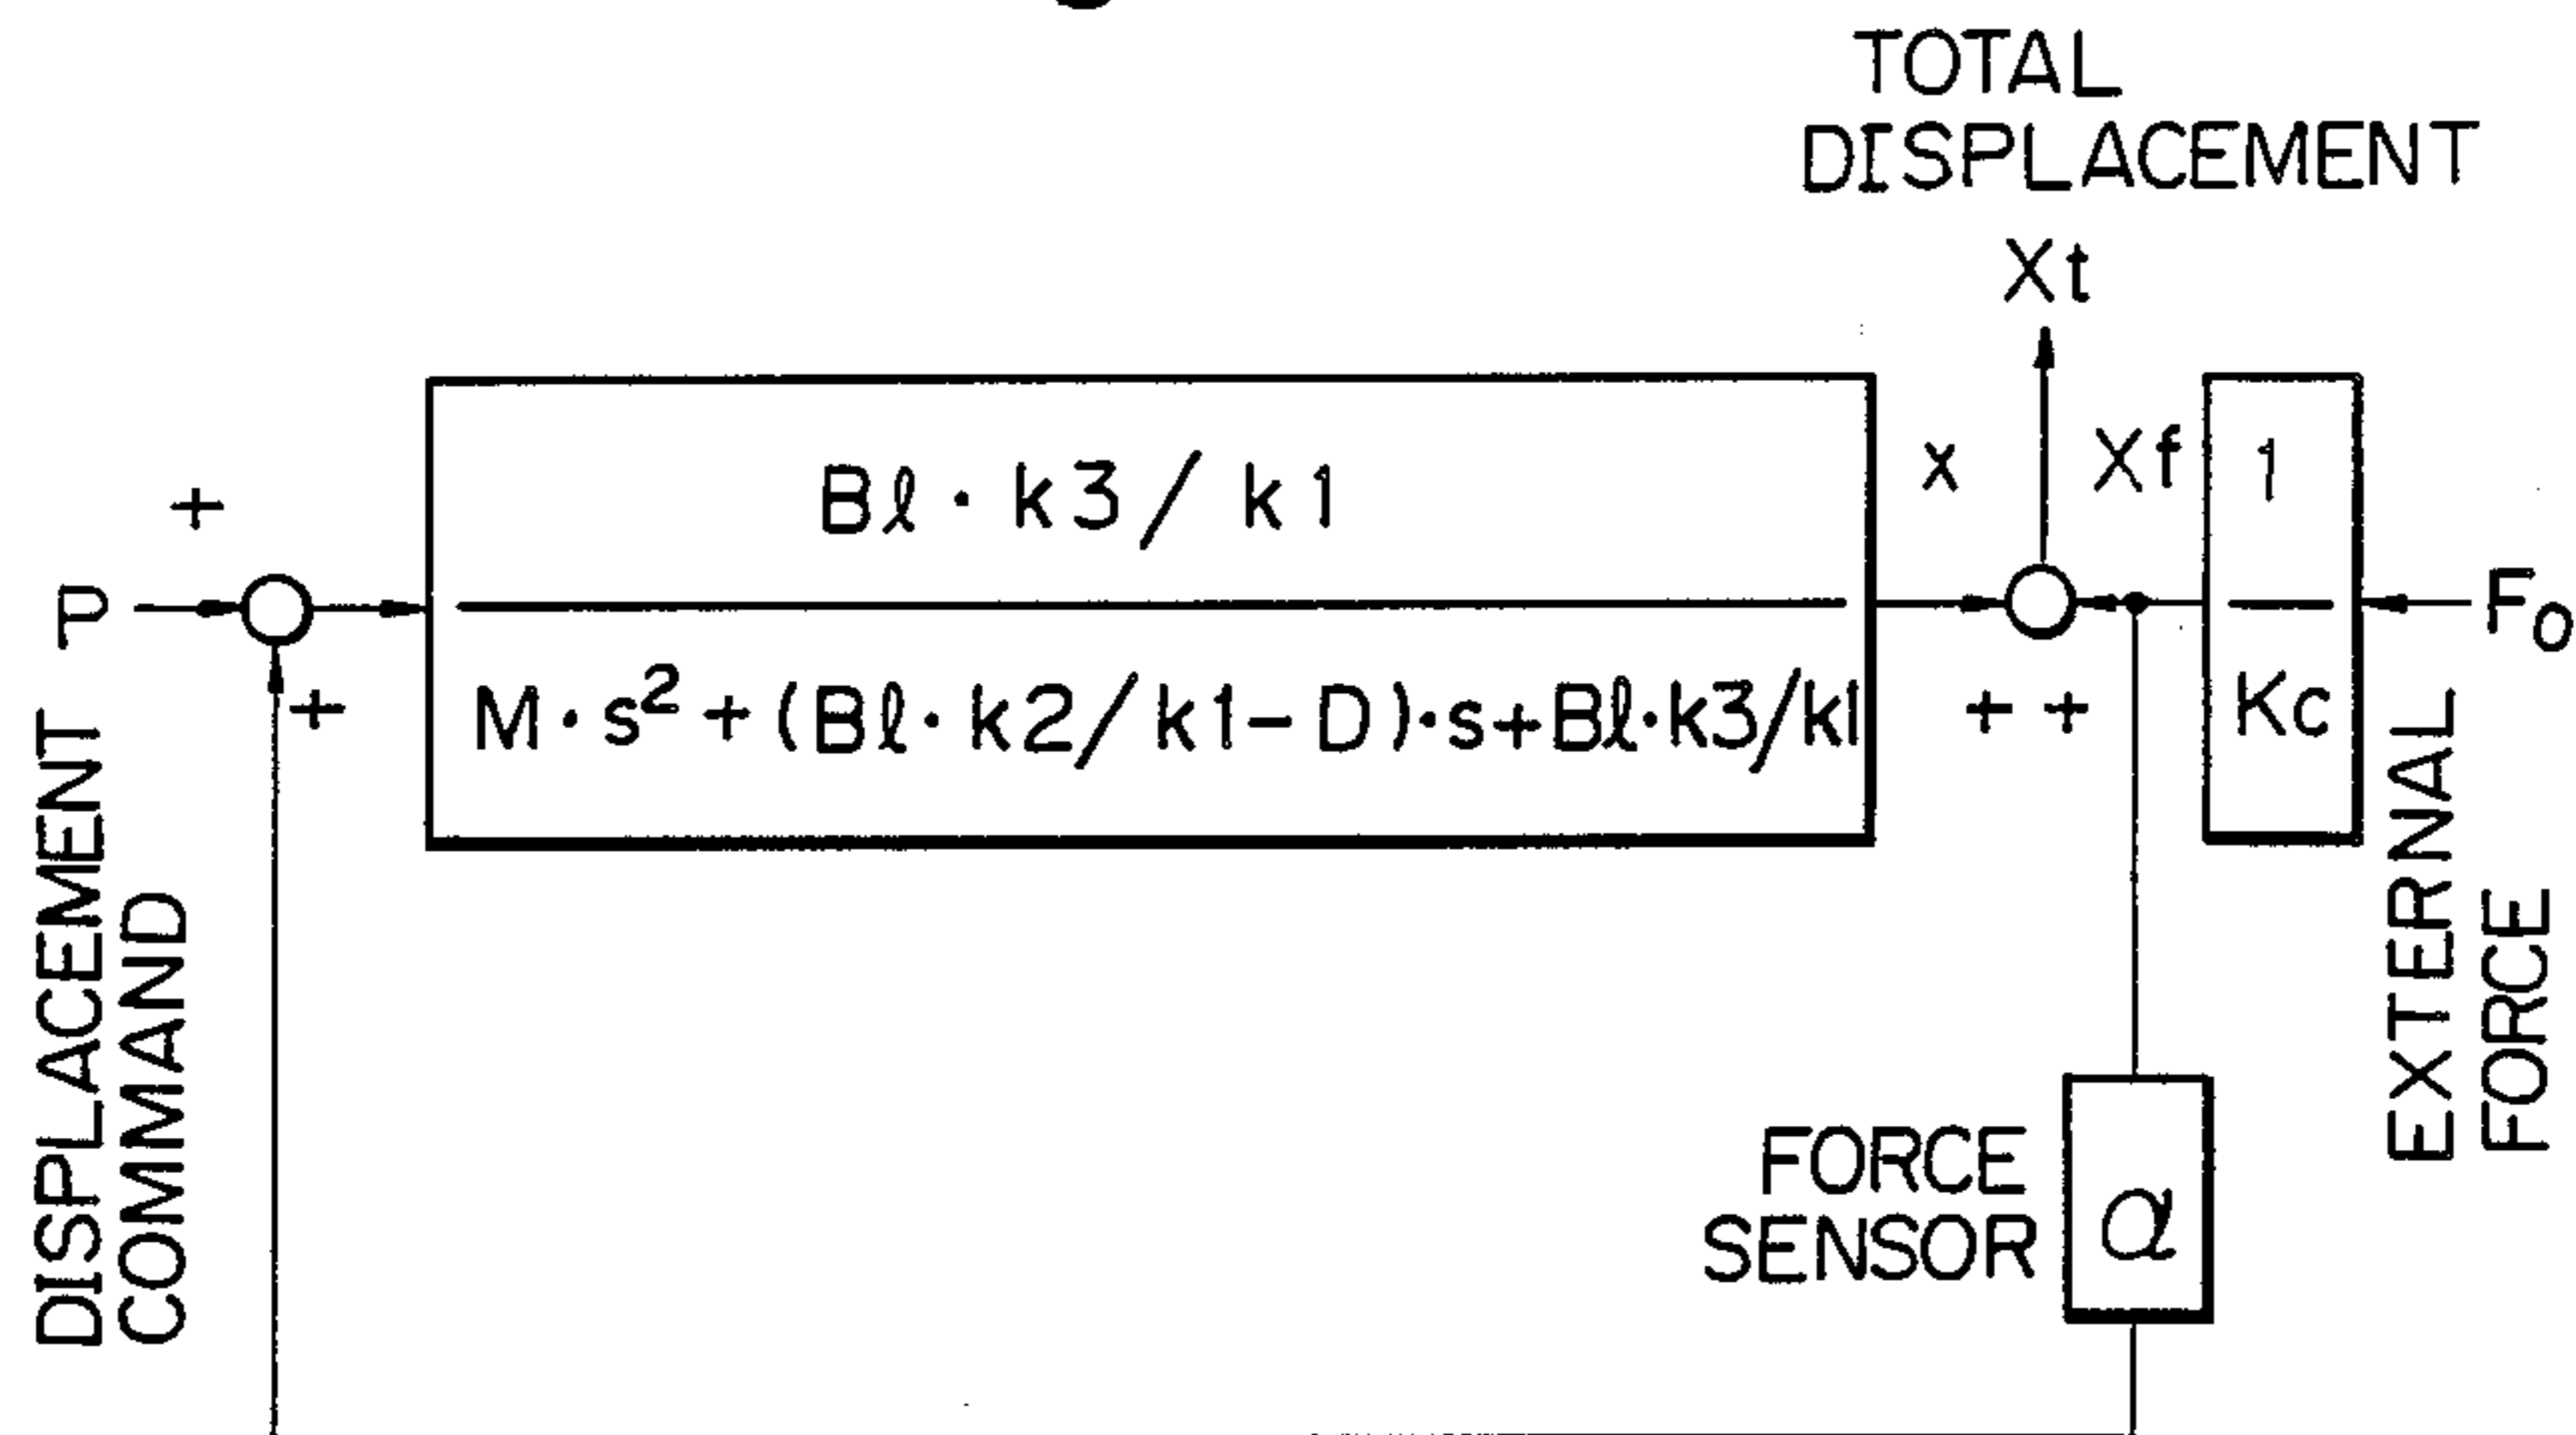 TOTAL
DISPLACEMENT
Xt
+
P
+
Bℓ · k3 / k1
M · s² + (Bℓ · k2 / k1 - D) · s + Bℓ · k3 / k1
x
Xf
+ +
1
Kc
F₀
DISPLACEMENT
COMMAND
EXTERNAL
FORCE
FORCE
SENSOR
α